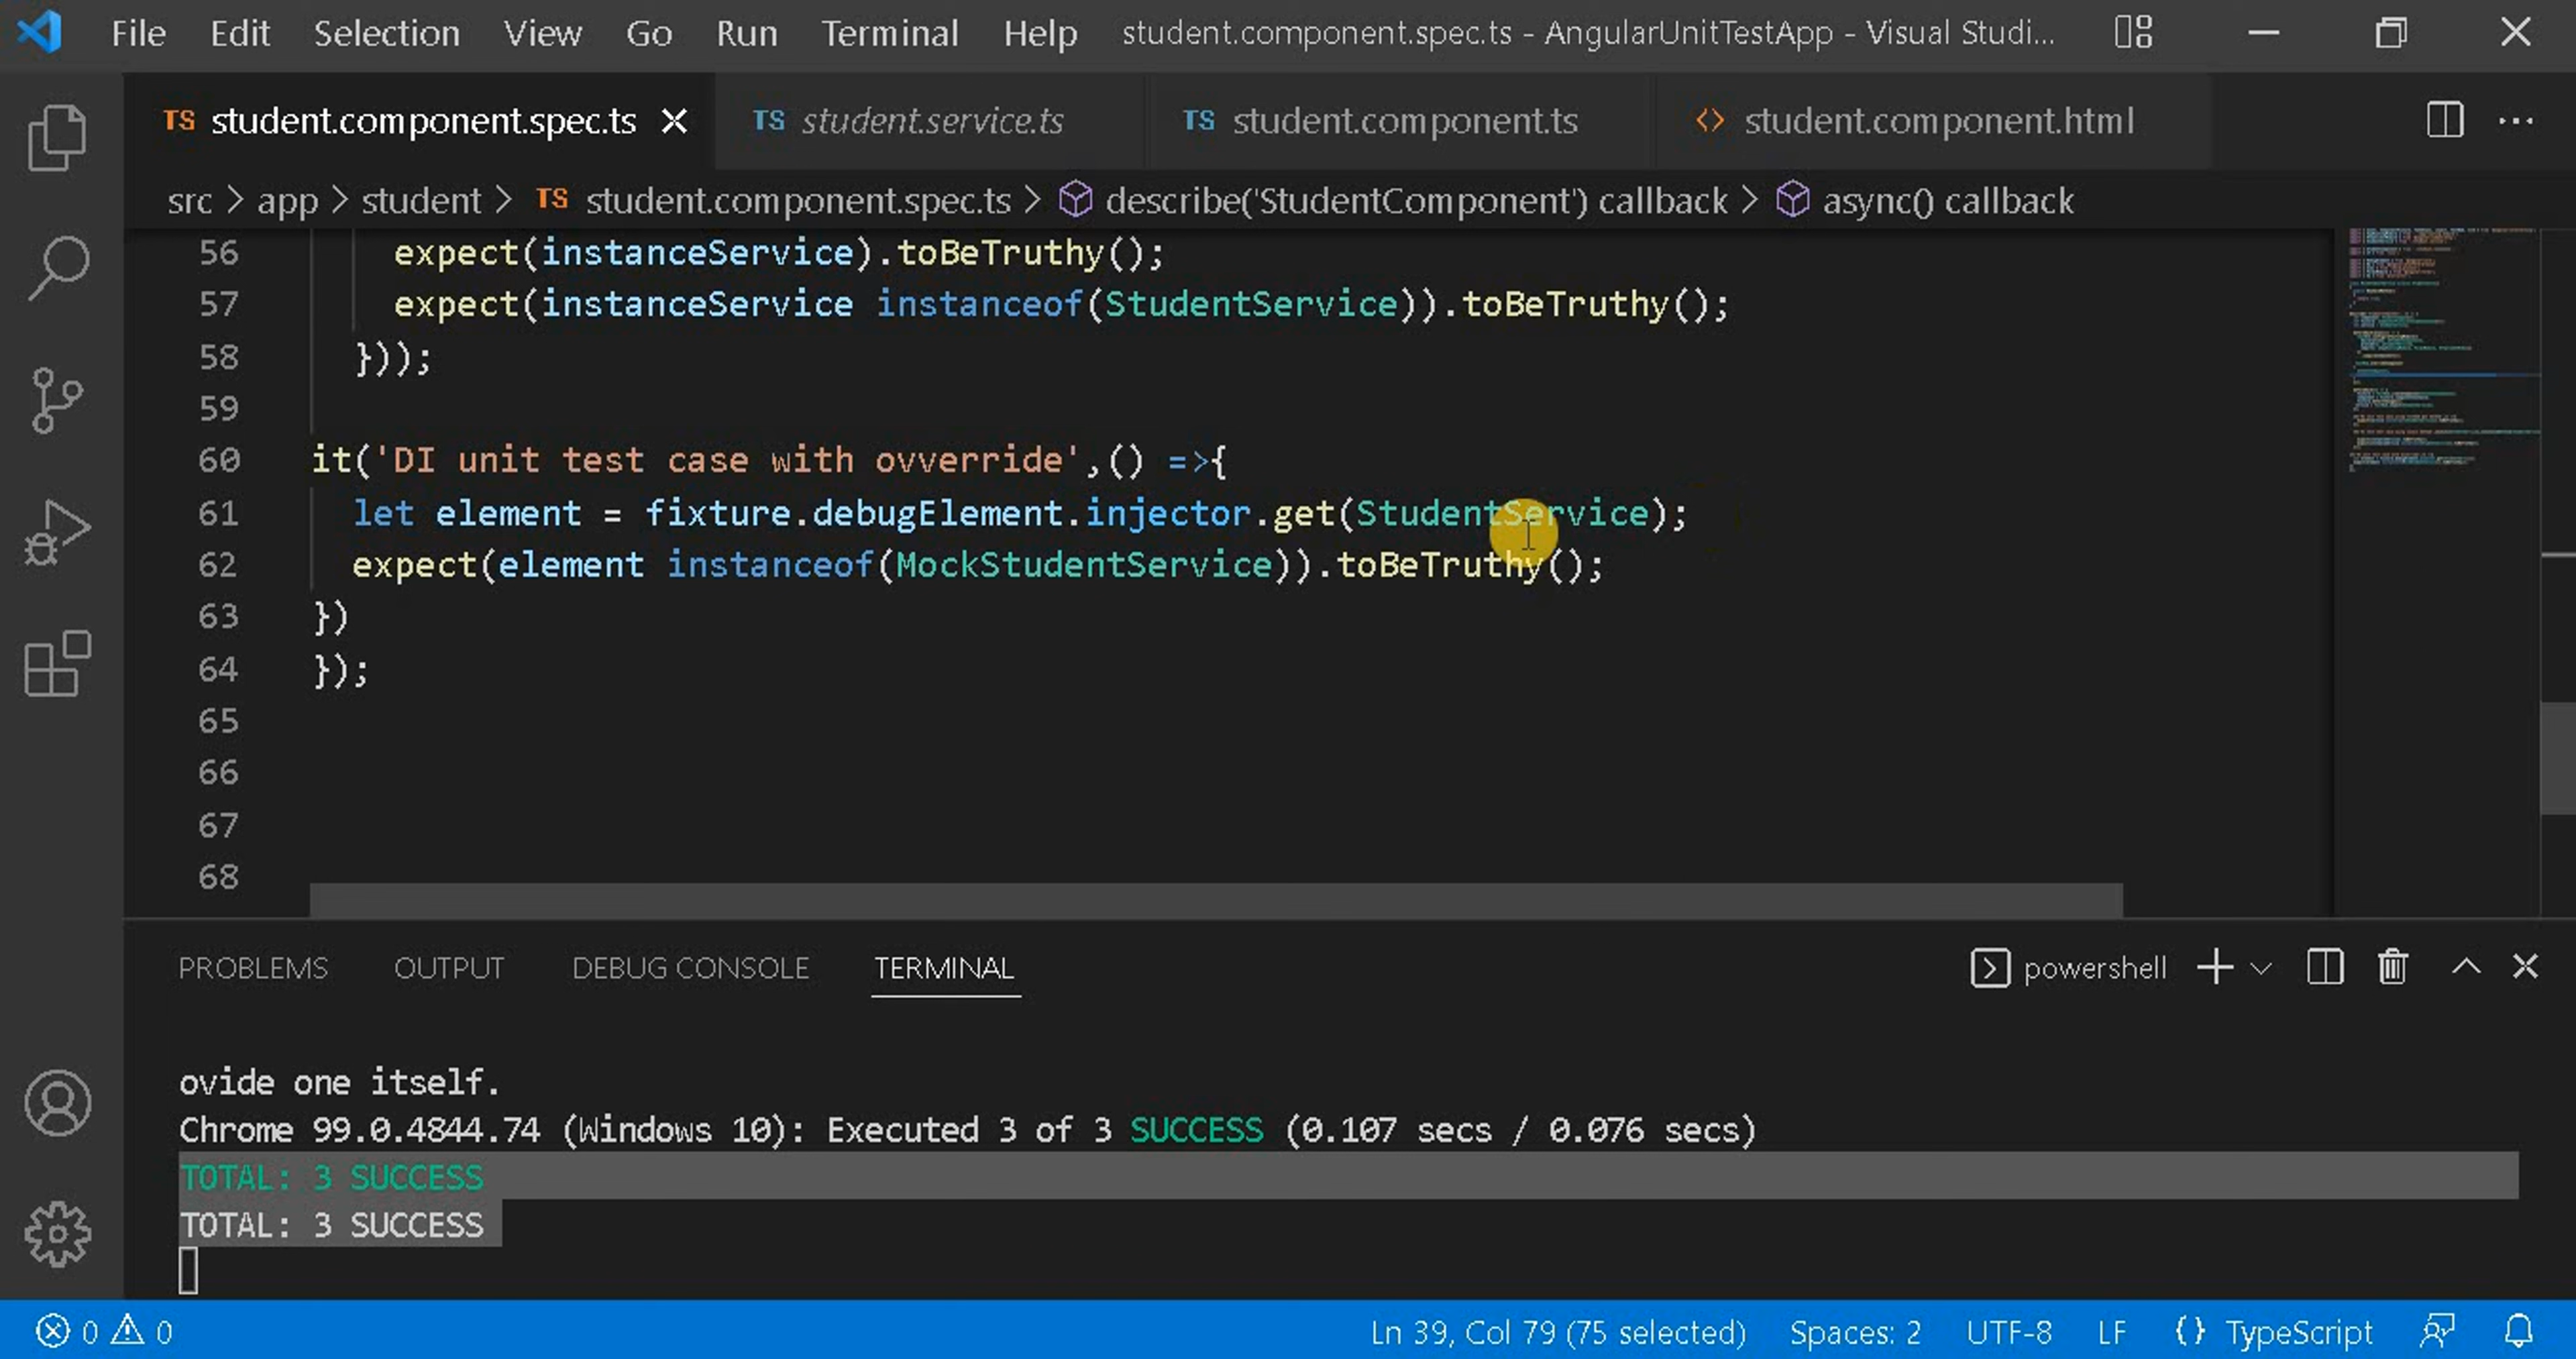 File Edit Selection View Go Run Terminal Help student.component.spec.ts - AngularUnitTestApp - Visual Studi...
TS student.component.spec.ts TS student.service.ts TS student.component.ts <> student.component.html
src > app > student > TS student.component.spec.ts > describe('StudentComponent') callback > async() callback
56 expect(instanceService).toBeTruthy();
57 expect(instanceService instanceof(StudentService)).toBeTruthy();
58 }));
59
60 it('DI unit test case with ovverride',() =>{
61 let element = fixture.debugElement.injector.get(StudentService);
62 expect(element instanceof(MockStudentService)).toBeTruthy();
63 })
64 });
65
66
67
68
PROBLEMS OUTPUT DEBUG CONSOLE TERMINAL powershell
ovide one itself.
Chrome 99.0.4844.74 (Windows 10): Executed 3 of 3 SUCCESS (0.107 secs / 0.076 secs)
TOTAL: 3 SUCCESS
TOTAL: 3 SUCCESS
0 0 Ln 39, Col 79 (75 selected) Spaces: 2 UTF-8 LF {} TypeScript